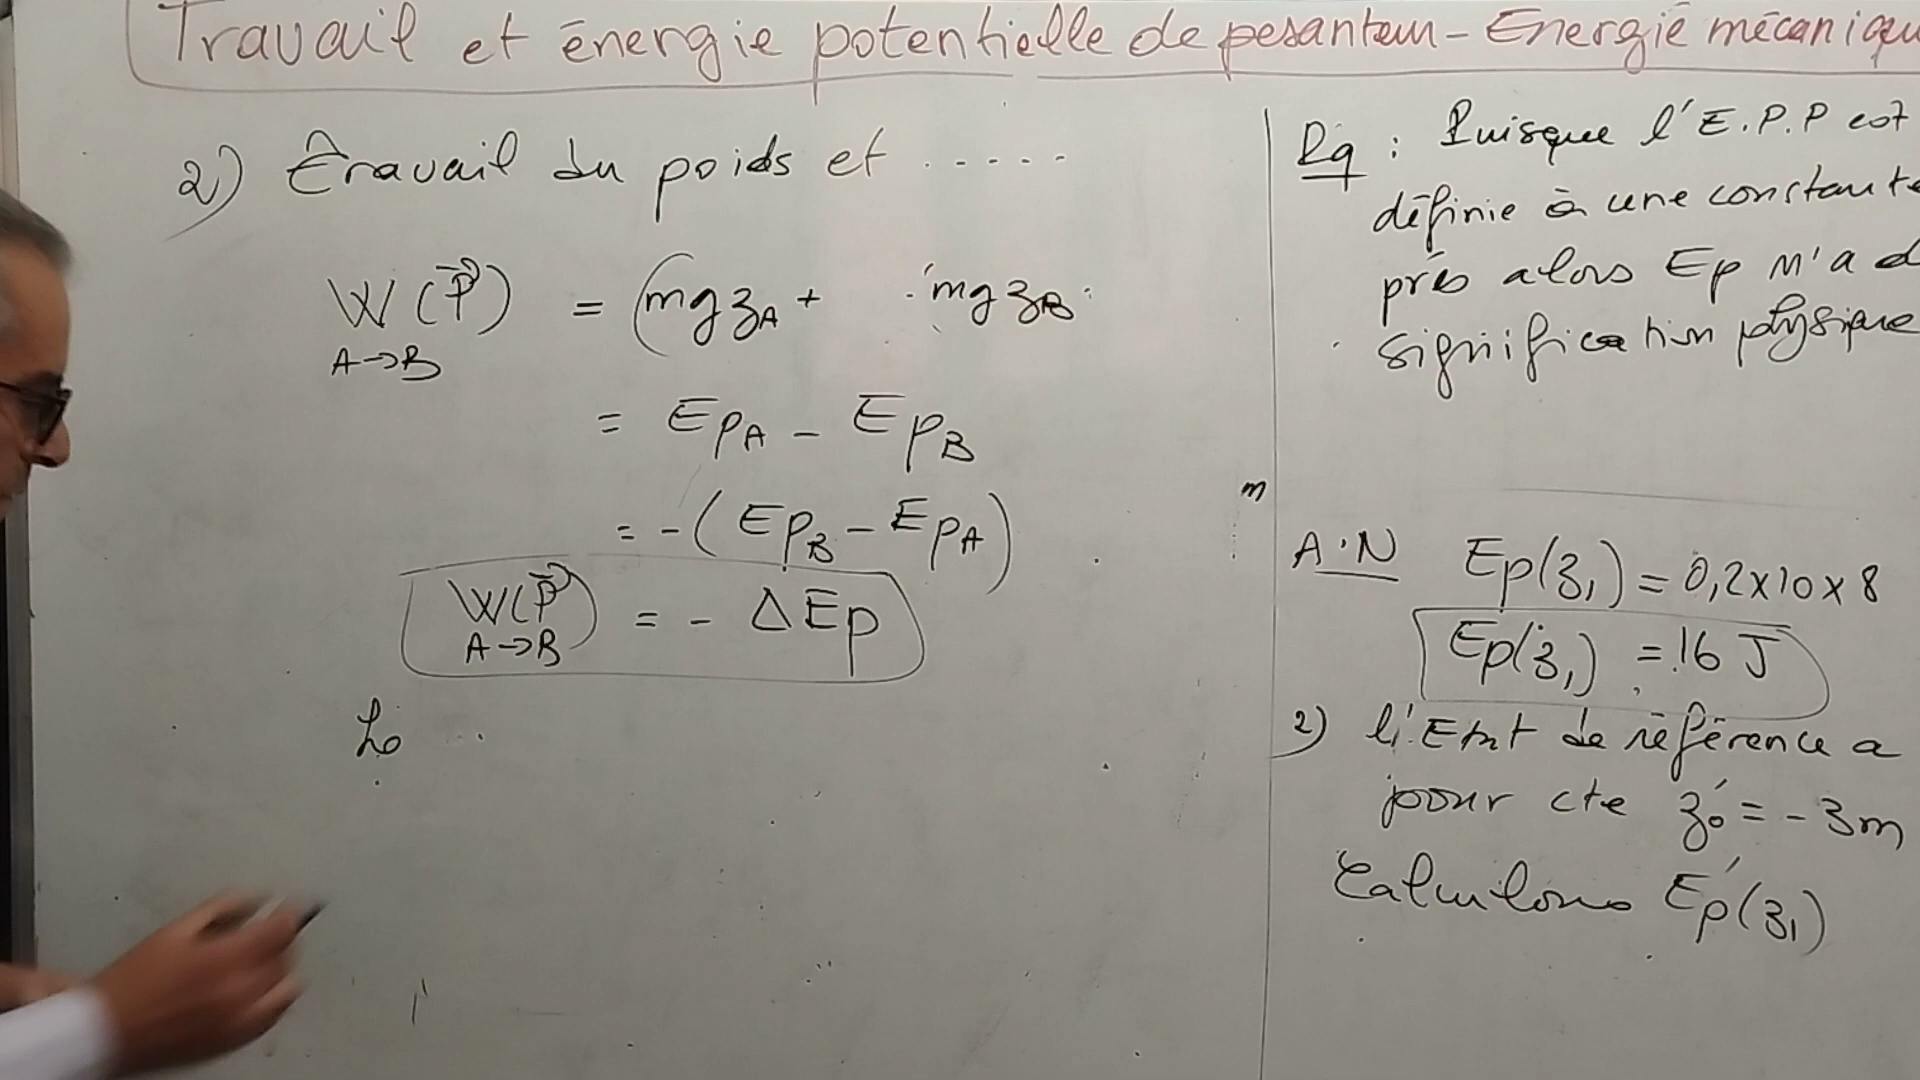 Travail et énergie potentielle de pesanteur - Energie mécaniqu
2) Travail du poids et .....
W(P⃗) = (mgzA + mgzB
A→B
= EpA - EpB
= -(EpB - EpA)
W(P⃗) = - ΔEp
A→B
Rq : Puisque l'E.P.P est
définie à une constante
près alors Ep n'a
signification physique
m
A.N Ep(z₁) = 0,2x10x8
Ep(z₁) = 16 J
2) l'Etat de référence a
pour cte z'₀ = -3m
Calculons E'p(z₁)